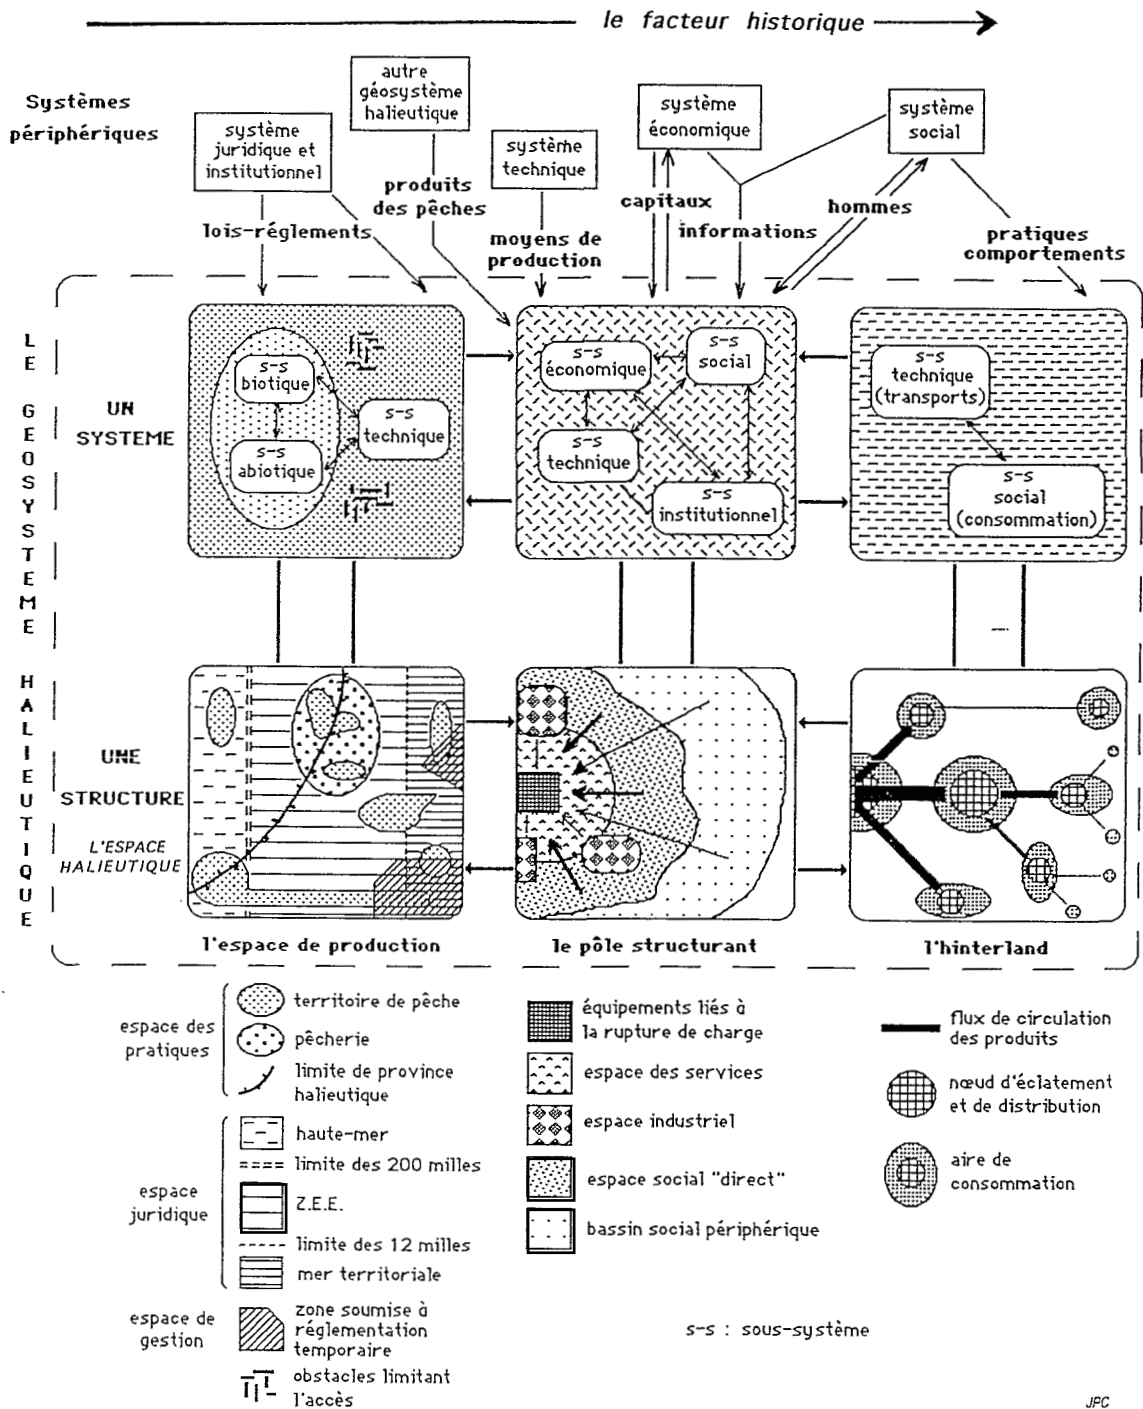 le facteur historique
Systèmes
périphériques
système
juridique et
institutionnel
autre
géosystème
halieutique
système
technique
système
économique
système
social
lois-réglements
produits
des pêches
moyens de
production
capitaux
informations
hommes
pratiques
comportements
LE GEOSYSTEME HALIEUTIQUE
UN
SYSTEME
s-s
biotique
s-s
abiotique
s-s
technique
s-s
économique
s-s
social
s-s
technique
s-s
institutionnel
s-s
technique
(transports)
s-s
social
(consommation)
UNE
STRUCTURE
L'ESPACE
HALIEUTIQUE
l'espace de production
le pôle structurant
l'hinterland
espace des
pratiques
territoire de pêche
pêcherie
limite de province
halieutique
espace
juridique
haute-mer
limite des 200 milles
Z.E.E.
limite des 12 milles
mer territoriale
espace de
gestion
zone soumise à
réglementation
temporaire
obstacles limitant
l'accès
équipements liés à
la rupture de charge
espace des services
espace industriel
espace social "direct"
bassin social périphérique
flux de circulation
des produits
nœud d'éclatement
et de distribution
aire de
consommation
s-s : sous-système
JPC